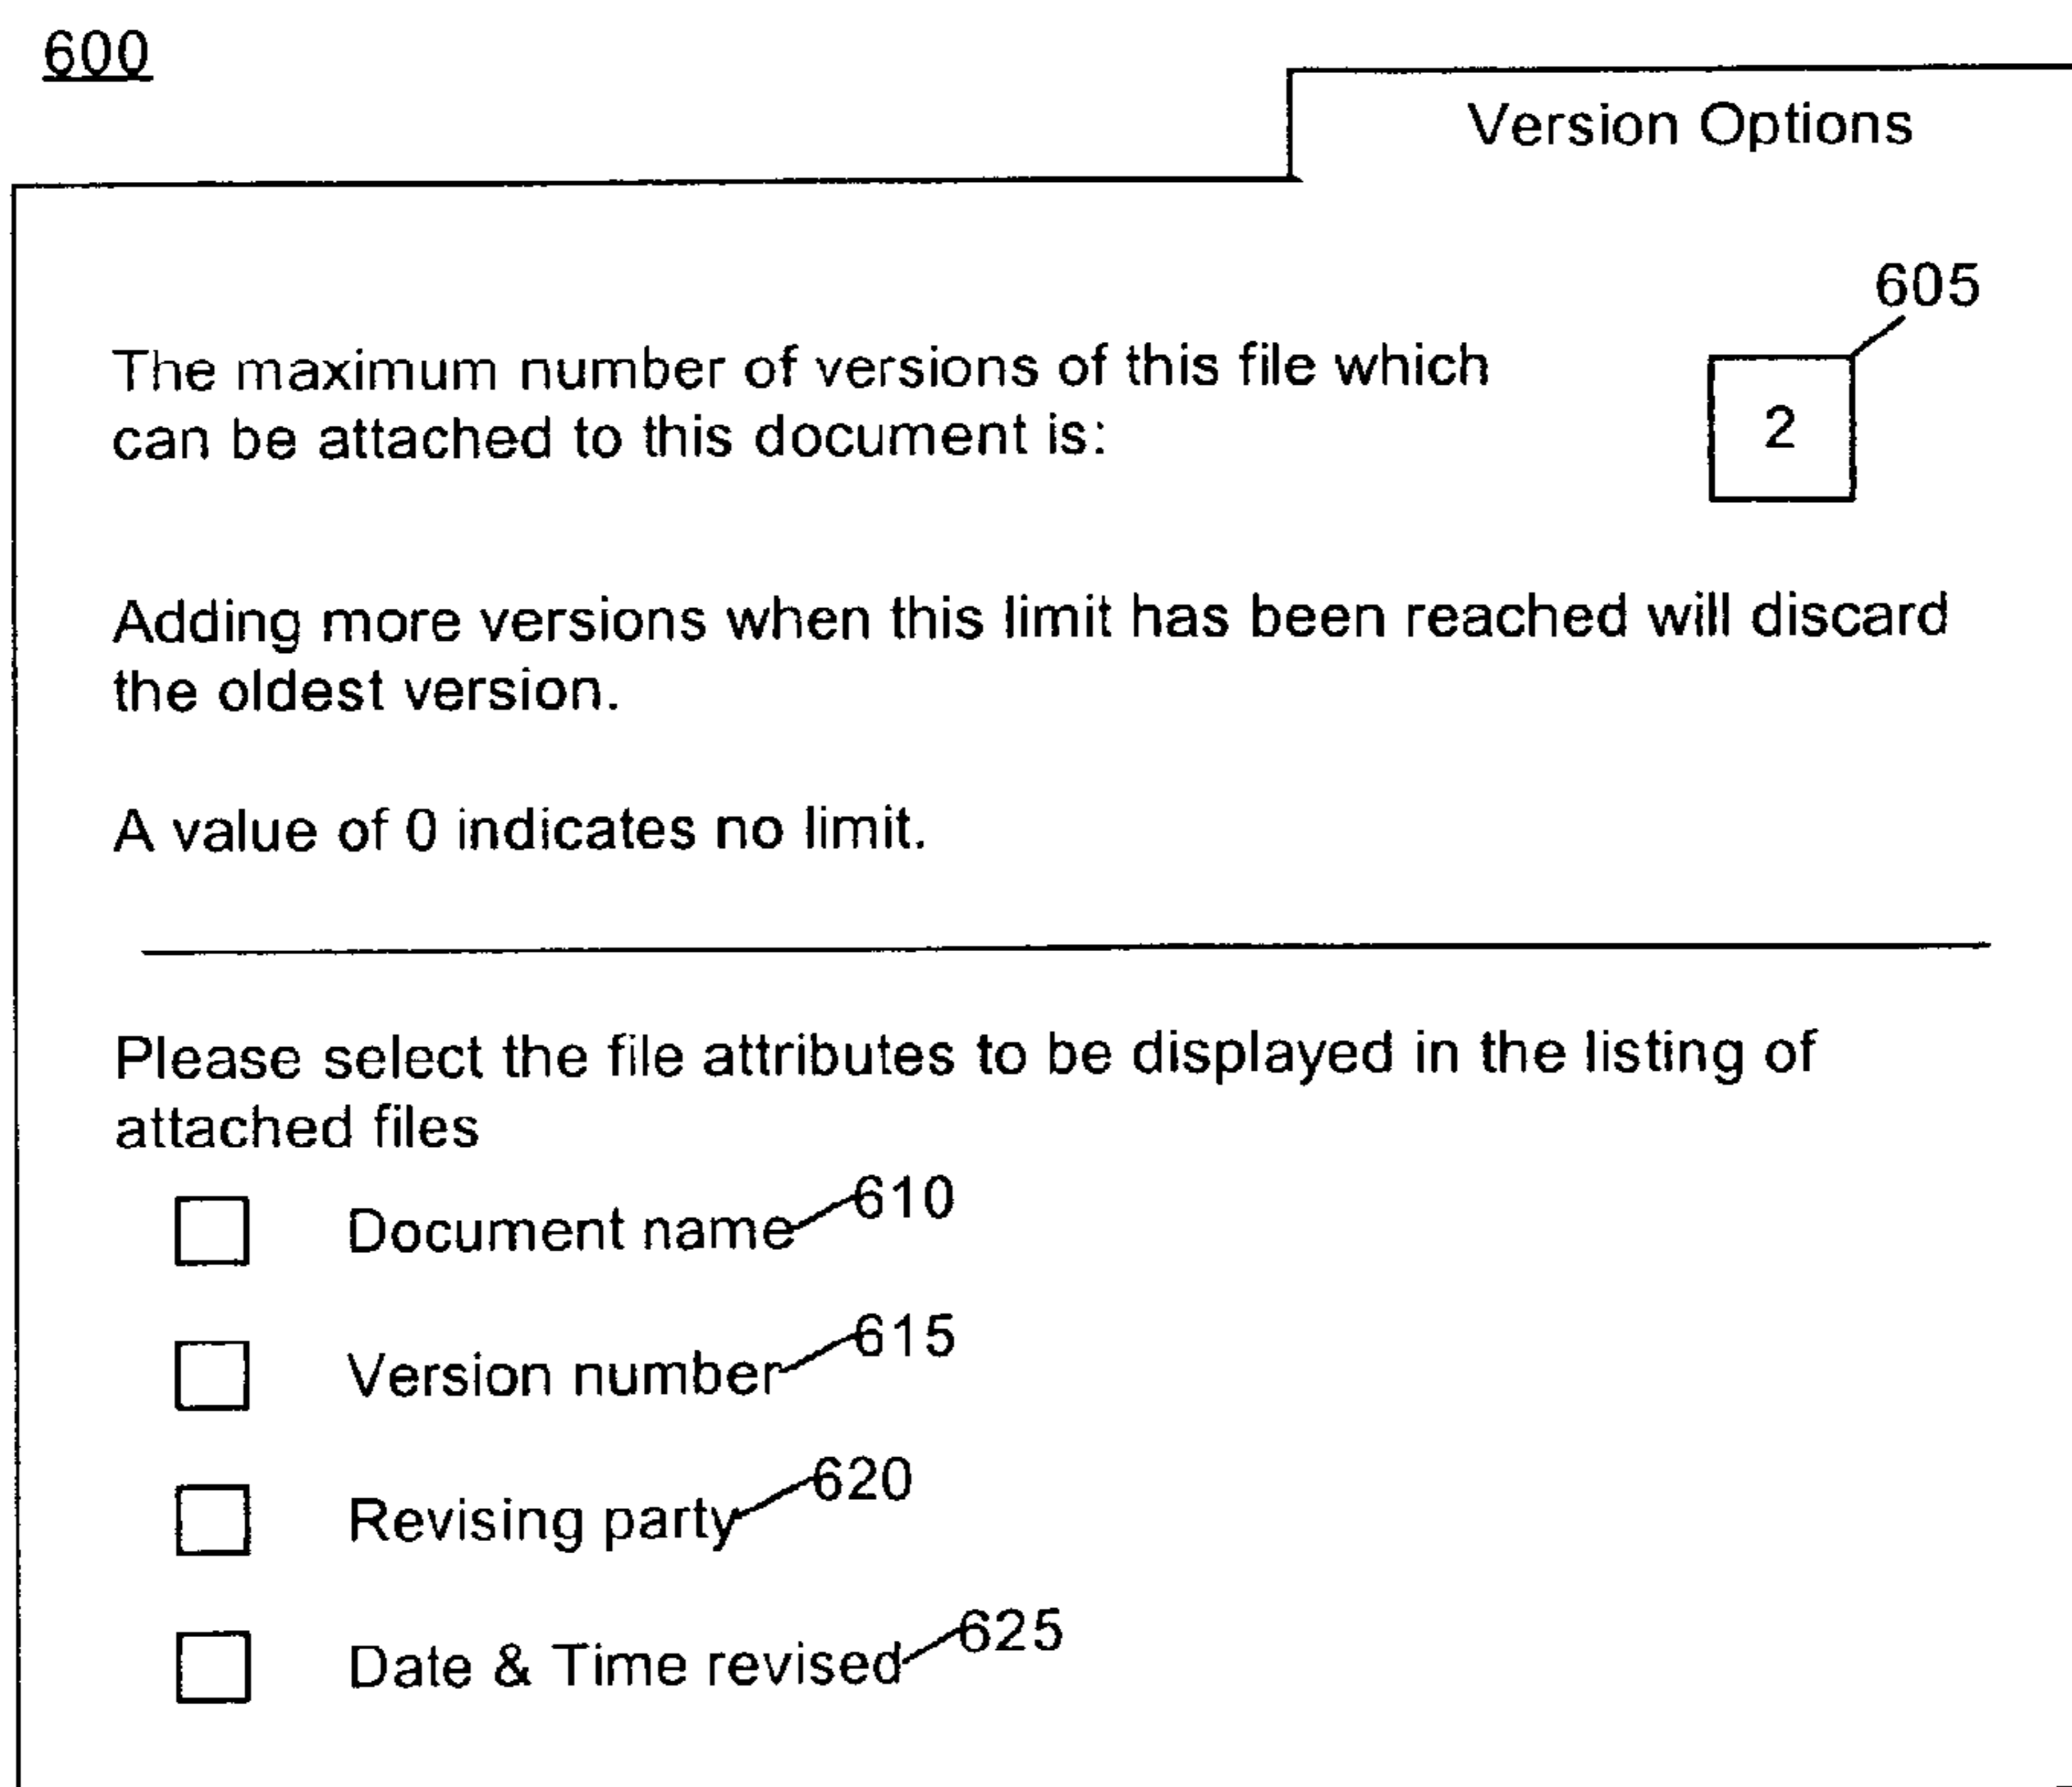 600
Version Options
605
The maximum number of versions of this file which
can be attached to this document is:
2
Adding more versions when this limit has been reached will discard
the oldest version.
A value of 0 indicates no limit.
Please select the file attributes to be displayed in the listing of
attached files
Document name 610
Version number 615
Revising party 620
Date & Time revised 625